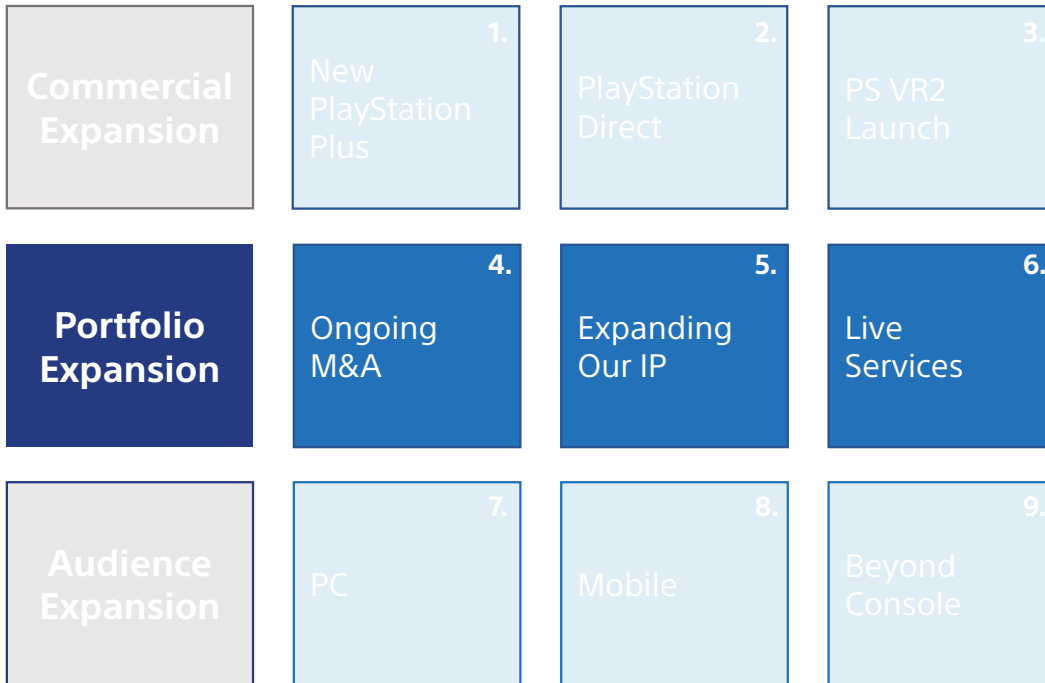 Commercial
Expansion
1.
New
PlayStation
Plus
2.
PlayStation
Direct
3.
PS VR2
Launch
Portfolio
Expansion
4.
Ongoing
M&A
5.
Expanding
Our IP
6.
Live
Services
Audience
Expansion
7.
PC
8.
Mobile
9.
Beyond
Console